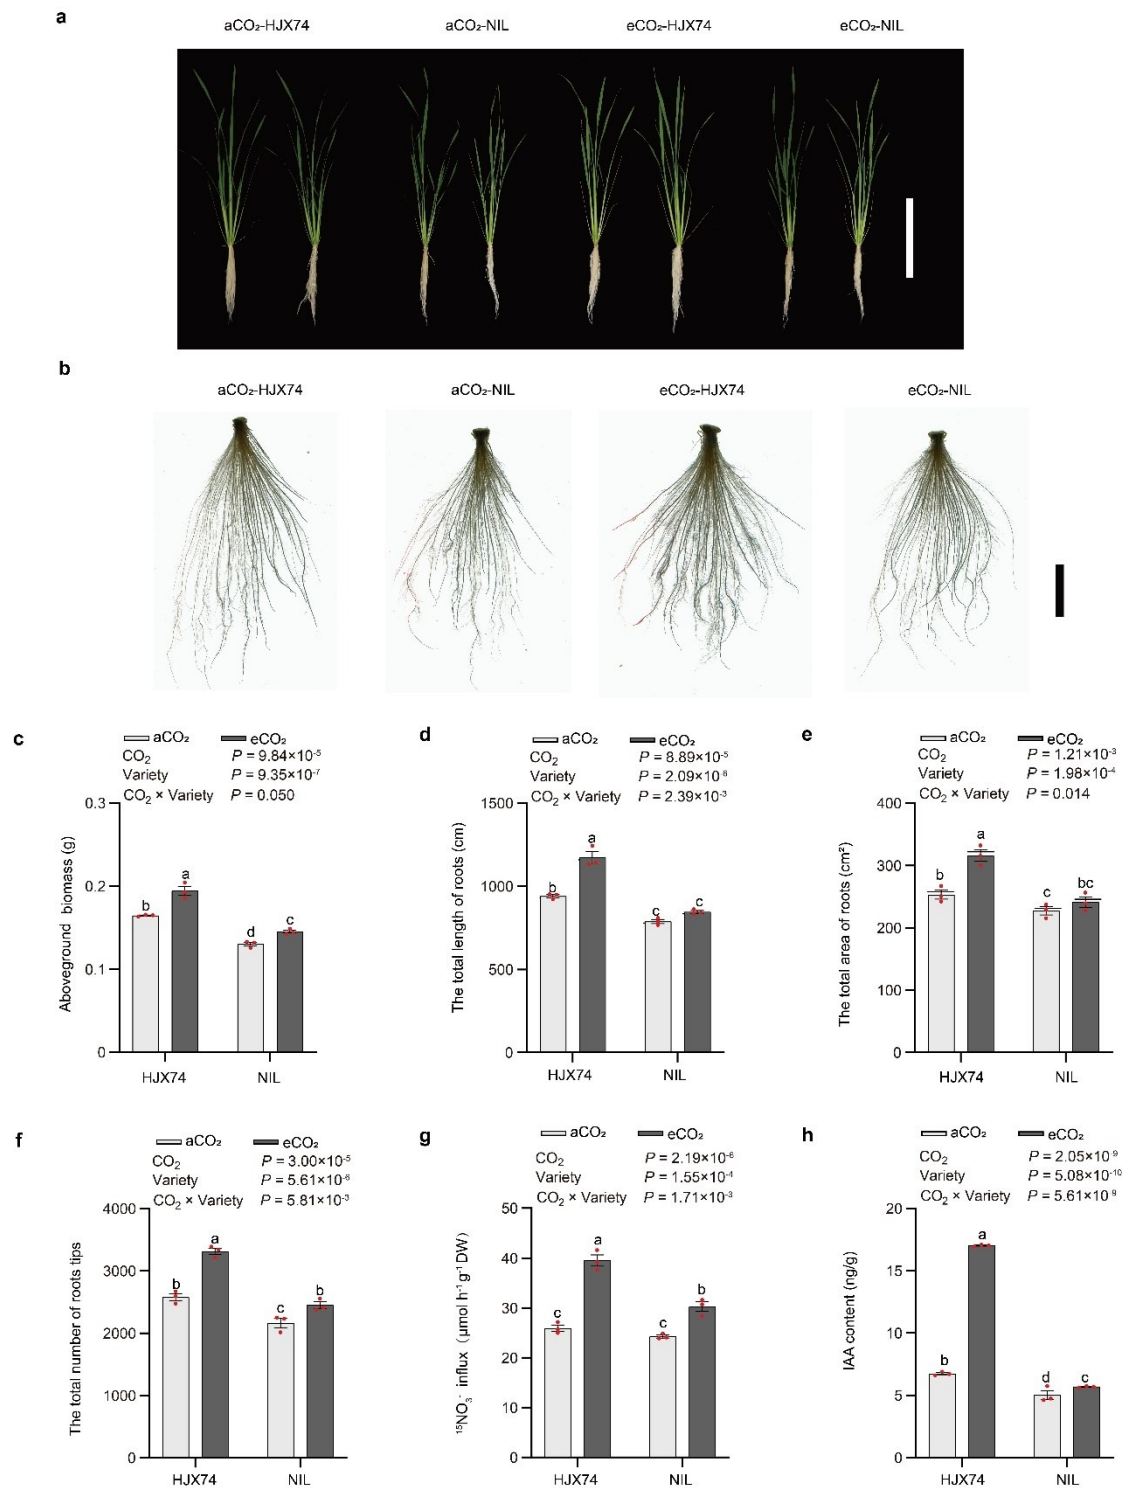 a
aCO₂-HJX74 aCO₂-NIL eCO₂-HJX74 eCO₂-NIL
b
aCO₂-HJX74 aCO₂-NIL eCO₂-HJX74 eCO₂-NIL
c
aCO₂ eCO₂
CO₂ P = 9.84×10⁻⁵
Variety P = 9.35×10⁻⁷
CO₂ × Variety P = 0.050
Aboveground biomass (g)
0.3
0.2
0.1
0
b a d c
HJX74 NIL
d
aCO₂ eCO₂
CO₂ P = 8.89×10⁻⁵
Variety P = 2.09×10⁻⁶
CO₂ × Variety P = 2.39×10⁻³
The total length of roots (cm)
1500
1000
500
0
b a c c
HJX74 NIL
e
aCO₂ eCO₂
CO₂ P = 1.21×10⁻³
Variety P = 1.98×10⁻⁴
CO₂ × Variety P = 0.014
The total area of roots (cm²)
400
300
200
100
0
b a c bc
HJX74 NIL
f
aCO₂ eCO₂
CO₂ P = 3.00×10⁻⁵
Variety P = 5.61×10⁻⁶
CO₂ × Variety P = 5.81×10⁻³
The total number of roots tips
4000
3000
2000
1000
0
b a c b
HJX74 NIL
g
aCO₂ eCO₂
CO₂ P = 2.19×10⁻⁶
Variety P = 1.55×10⁻⁴
CO₂ × Variety P = 1.71×10⁻³
¹⁵NO₃⁻ influx (μmol h⁻¹ g⁻¹ DW)
50
40
30
20
10
0
c a c b
HJX74 NIL
h
aCO₂ eCO₂
CO₂ P = 2.05×10⁻⁹
Variety P = 5.08×10⁻¹⁰
CO₂ × Variety P = 5.61×10⁻⁹
IAA content (ng/g)
20
15
10
5
0
b a d c
HJX74 NIL